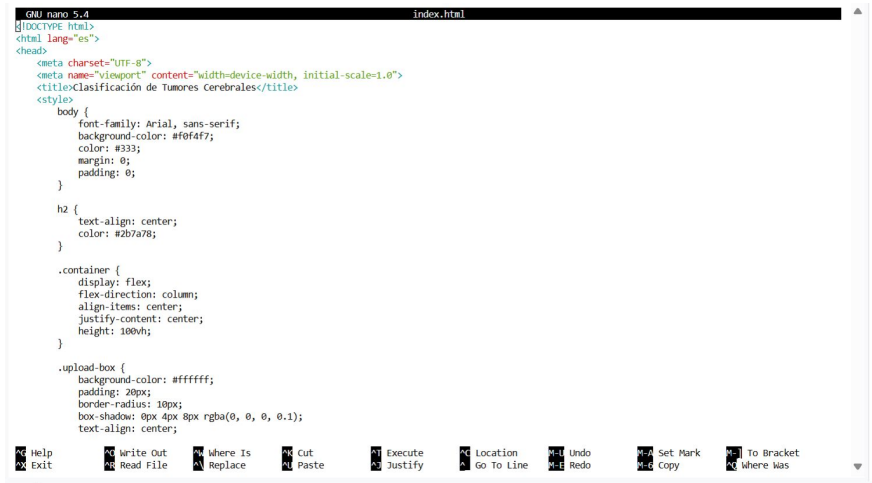 GNU nano 5.4 index.html
<!DOCTYPE html>
<html lang="es">
<head>
    <meta charset="UTF-8">
    <meta name="viewport" content="width=device-width, initial-scale=1.0">
    <title>Clasificación de Tumores Cerebrales</title>
    <style>
        body {
            font-family: Arial, sans-serif;
            background-color: #f0f4f7;
            color: #333;
            margin: 0;
            padding: 0;
        }

        h2 {
            text-align: center;
            color: #2b7a78;
        }

        .container {
            display: flex;
            flex-direction: column;
            align-items: center;
            justify-content: center;
            height: 100vh;
        }

        .upload-box {
            background-color: #ffffff;
            padding: 20px;
            border-radius: 10px;
            box-shadow: 0px 4px 8px rgba(0, 0, 0, 0.1);
            text-align: center;

^G Help ^O Write Out ^W Where Is ^K Cut ^T Execute ^C Location M-U Undo M-A Set Mark M-] To Bracket
^X Exit ^R Read File ^\ Replace ^U Paste ^J Justify ^_ Go To Line M-E Redo M-6 Copy ^Q Where Was